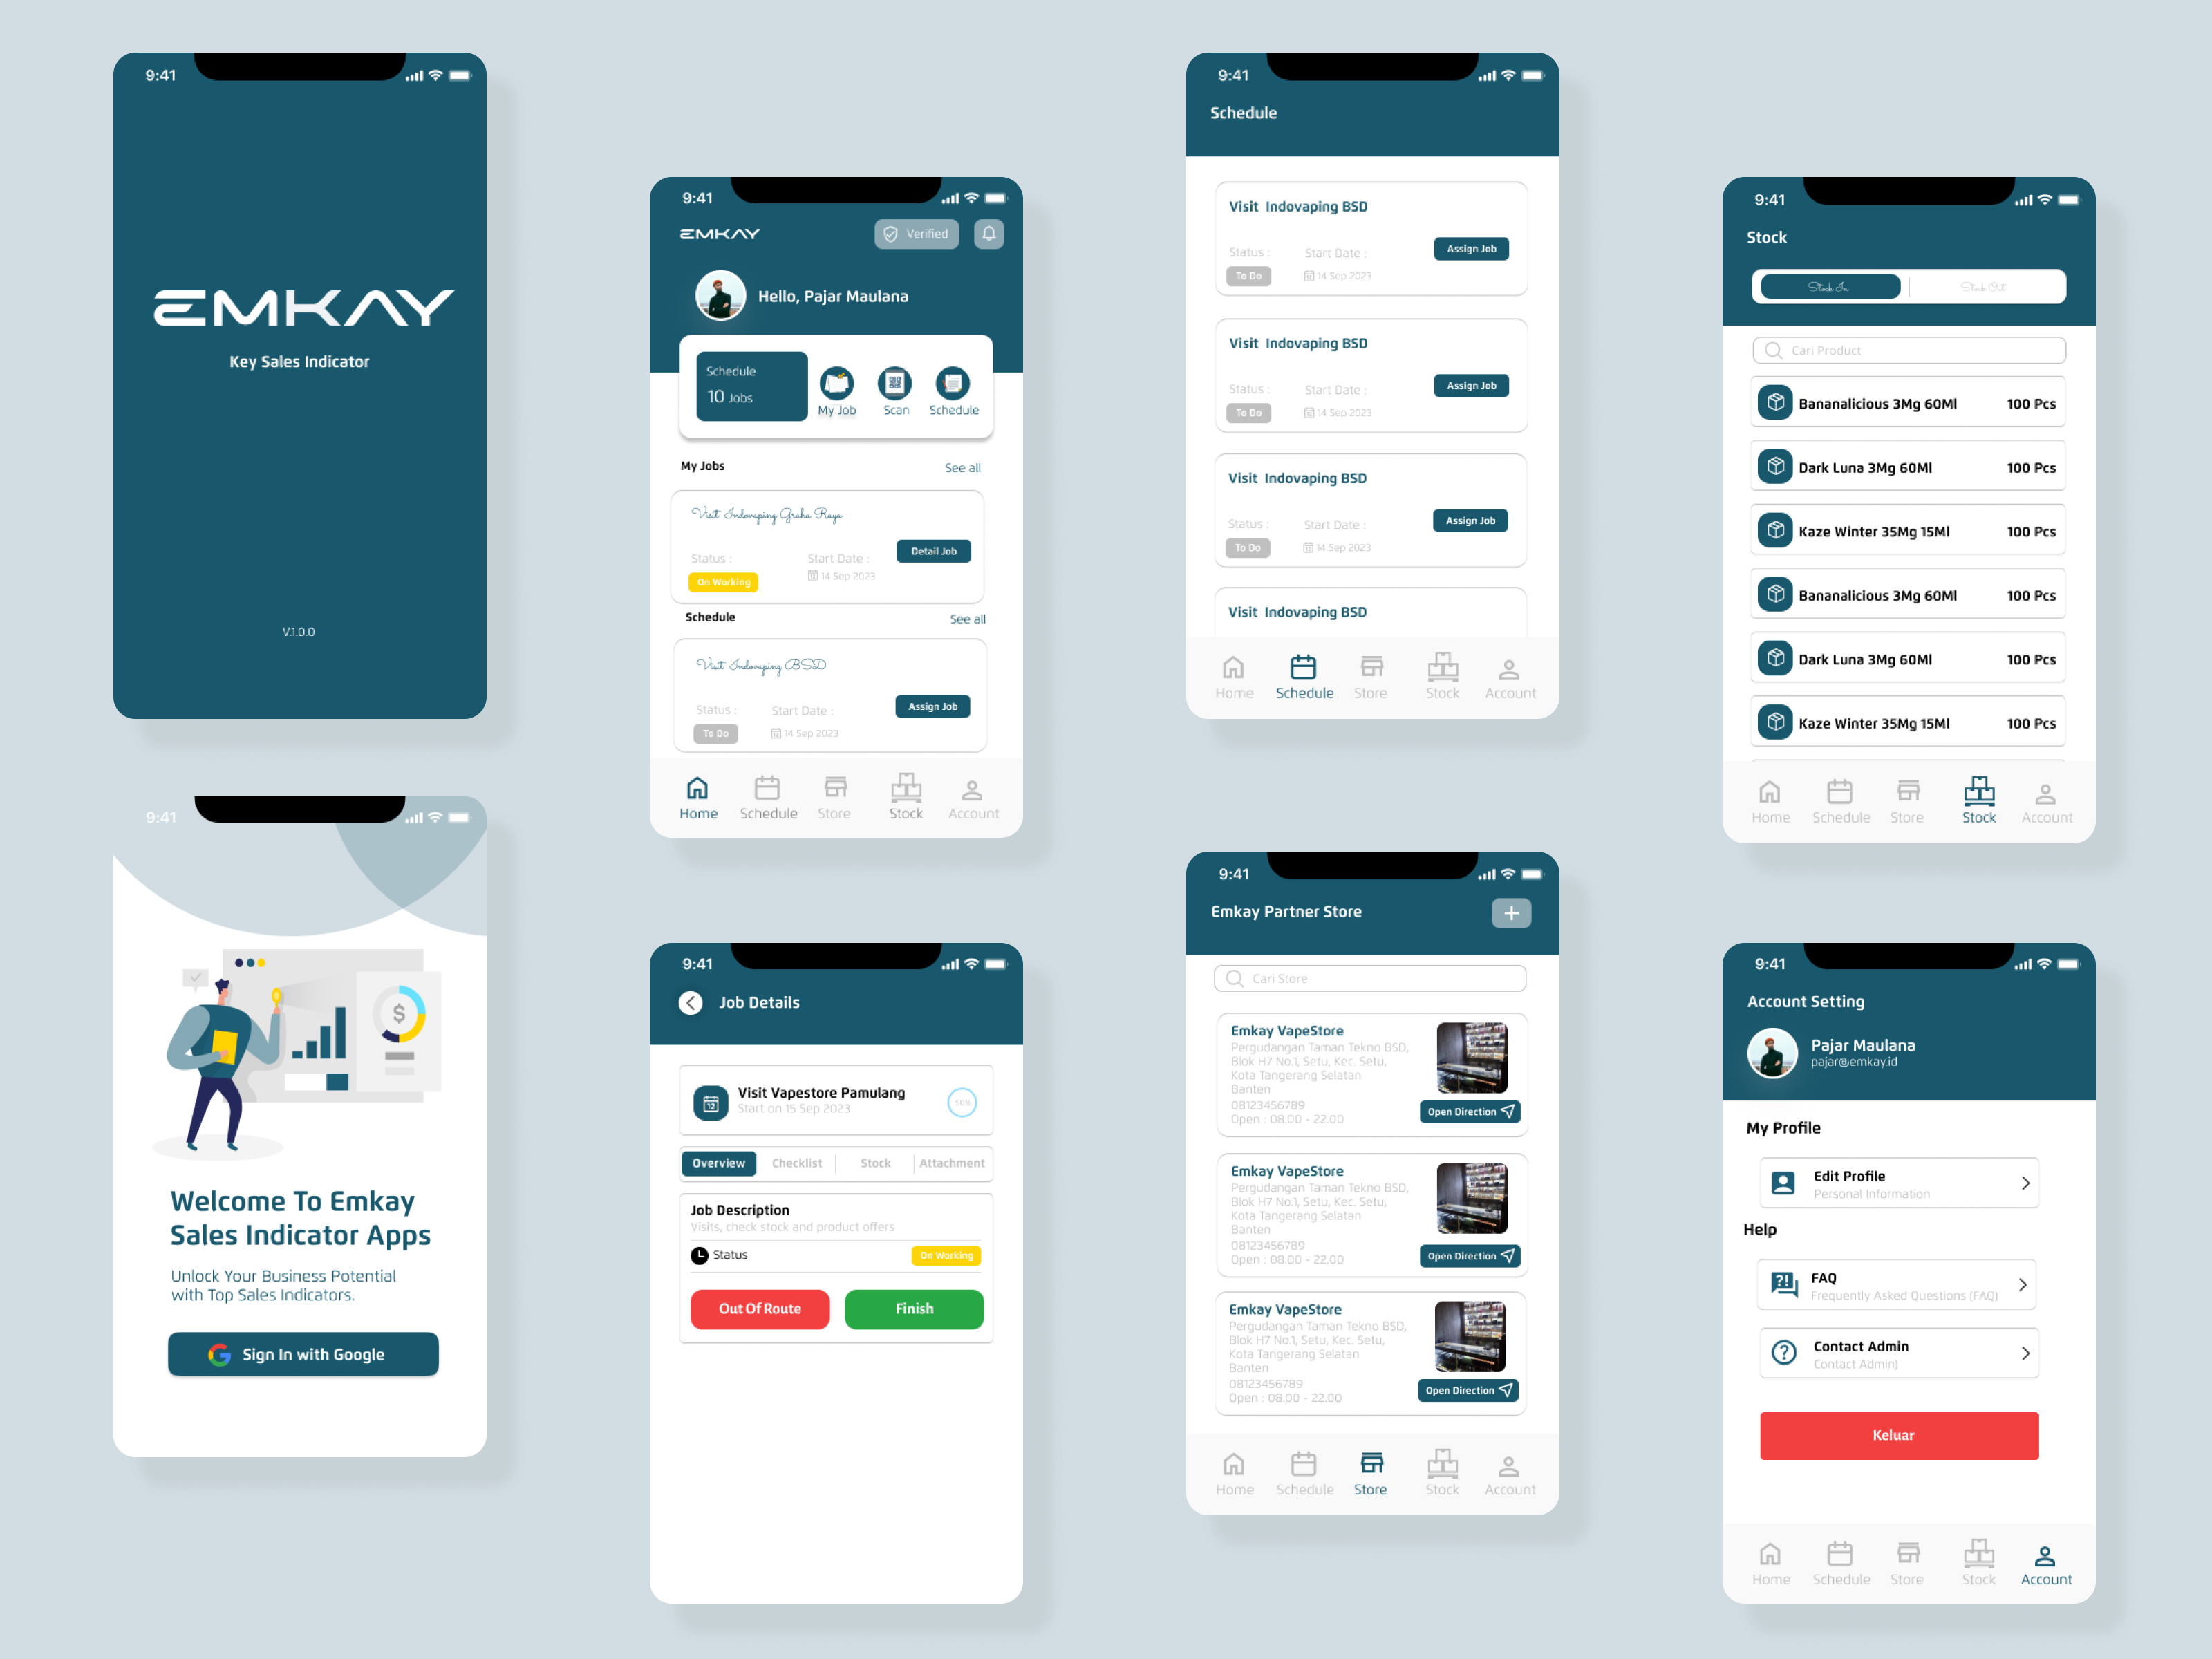 9:41
EMKAY
Key Sales Indicator
V.1.0.0
9:41
Welcome To Emkay
Sales Indicator Apps
Unlock Your Business Potential
with Top Sales Indicators.
Sign In with Google
9:41
EMKAY
Verified
Hello, Pajar Maulana
Schedule
10 Jobs
My Job
Scan
Schedule
My Jobs
See all
Visit Indovaping Graha Raya
Status :
Start Date :
Detail Job
On Working
14 Sep 2023
Schedule
See all
Visit Indovaping BSD
Status :
Start Date :
Assign Job
To Do
14 Sep 2023
Home
Schedule
Store
Stock
Account
9:41
Job Details
12
Visit Vapestore Pamulang
Start on 15 Sep 2023
50%
Overview
Checklist
Stock
Attachment
Job Description
Visits, check stock and product offers
Status
On Working
Out Of Route
Finish
9:41
Schedule
Visit Indovaping BSD
Status :
Start Date :
Assign Job
To Do
14 Sep 2023
Visit Indovaping BSD
Status :
Start Date :
Assign Job
To Do
14 Sep 2023
Visit Indovaping BSD
Status :
Start Date :
Assign Job
To Do
14 Sep 2023
Visit Indovaping BSD
Home
Schedule
Store
Stock
Account
9:41
Emkay Partner Store
Cari Store
Emkay VapeStore
Pergudangan Taman Tekno BSD,
Blok H7 No.1, Setu, Kec. Setu,
Kota Tangerang Selatan
Banten
08123456789
Open : 08.00 - 22.00
Open Direction
Emkay VapeStore
Pergudangan Taman Tekno BSD,
Blok H7 No.1, Setu, Kec. Setu,
Kota Tangerang Selatan
Banten
08123456789
Open : 08.00 - 22.00
Open Direction
Emkay VapeStore
Pergudangan Taman Tekno BSD,
Blok H7 No.1, Setu, Kec. Setu,
Kota Tangerang Selatan
Banten
08123456789
Open : 08.00 - 22.00
Open Direction
Home
Schedule
Store
Stock
Account
9:41
Stock
Stock In
Stock Out
Cari Product
Bananalicious 3Mg 60Ml
100 Pcs
Dark Luna 3Mg 60Ml
100 Pcs
Kaze Winter 35Mg 15Ml
100 Pcs
Bananalicious 3Mg 60Ml
100 Pcs
Dark Luna 3Mg 60Ml
100 Pcs
Kaze Winter 35Mg 15Ml
100 Pcs
Home
Schedule
Store
Stock
Account
9:41
Account Setting
Pajar Maulana
pajar@emkay.id
My Profile
Edit Profile
Personal Information
Help
FAQ
Frequently Asked Questions (FAQ)
Contact Admin
Contact Admin)
Keluar
Home
Schedule
Store
Stock
Account